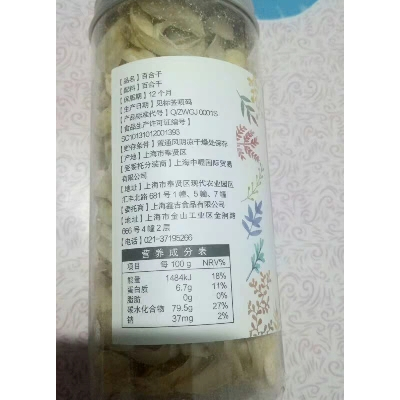 【品名】百合干
【配料】百合干
【保质期】12个月
【生产日期】见标签喷码
【产品标准代号】Q/ZWGJ 0001S
【食品生产许可证编号】
SC10131012001393
【贮存条件】置通风阴凉干燥处保存
【产地】上海市奉贤区
【受委托分装商】上海中晒国际贸易
有限公司
【地址】上海市奉贤区现代农业园区
汇丰北路681号1幢、5幢、7幢
【委托商】上海鑫古食品有限公司
【地址】上海市金山工业区金舸路
666号4幢2层
【电话】021-37195266
营养成分表
项目 每100g NRV%
能量 1484kJ 18%
蛋白质 6.7g 11%
脂肪 0g 0%
碳水化合物 79.5g 27%
钠 37mg 2%